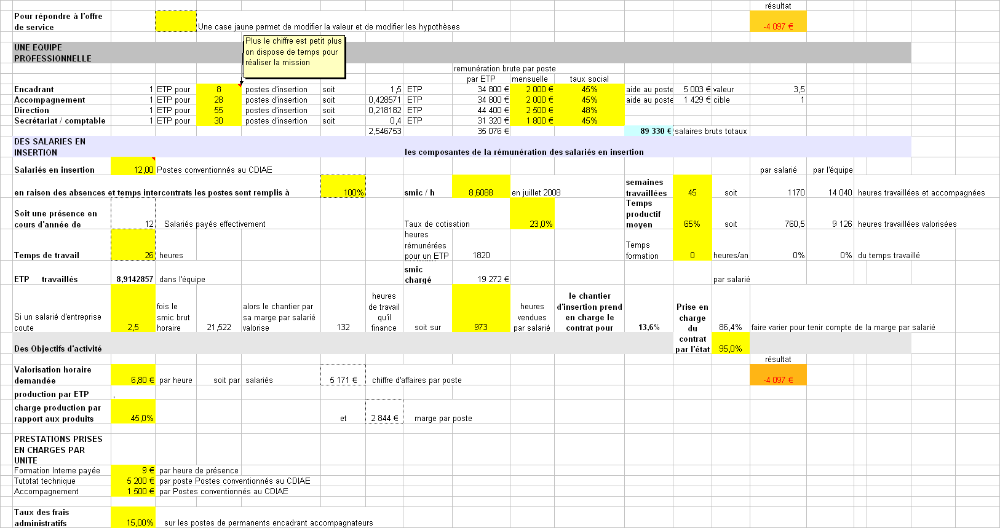 résultat
Pour répondre à l'offre
de service
Une case jaune permet de modifier la valeur et de modifier les hypothèses
-4 097 €
Plus le chiffre est petit plus
on dispose de temps pour
réaliser la mission
UNE EQUIPE
PROFESSIONNELLE
remunération brute par poste
par ETP mensuelle taux social
Encadrant 1 ETP pour 8 postes d'insertion soit 1,5 ETP 34 800 € 2 000 € 45% aide au poste 5 003 € valeur 3,5
Accompagnement 1 ETP pour 28 postes d'insertion soit 0,428571 ETP 34 800 € 2 000 € 45% aide au poste 1 429 € cible 1
Direction 1 ETP pour 55 postes d'insertion soit 0,218182 ETP 44 400 € 2 500 € 48%
Secrétariat / comptable 1 ETP pour 30 postes d'insertion soit 0,4 ETP 31 320 € 1 800 € 45%
2,546753 35 076 € 89 330 € salaires bruts totaux
DES SALARIES EN
INSERTION
les composantes de la rémunération des salariés en insertion
Salariés en insertion 12,00 Postes conventionnés au CDIAE par salarié par l'équipe
en raison des absences et temps intercontrats les postes sont remplis à 100% smic / h 8,6088 en juillet 2008
semaines
travaillées
45 soit 1170 14 040 heures travaillées et accompagnées
Soit une présence en
cours d'année de
12 Salariés payés effectivement Taux de cotisation 23,0%
Temps
productif
moyen
65% soit 760,5 9 126 heures travaillées valorisées
Temps de travail 26 heures
heures
rémunérées
pour un ETP
1820
Temps
formation
0 heures/an 0% 0% du temps travaillé
ETP travaillés 8,9142857 dans l'équipe
smic
chargé
19 272 € par salarié
Si un salarié d'entreprise
coute
2,5
fois le
smic brut
horaire
21,522
alors le chantier par
sa marge par salarié
valorise
132
heures
de travail
qu'il
finance
soit sur 973
heures
vendues
par salarié
le chantier
d'insertion prend
en charge le
contrat pour
13,6%
Prise en
charge
du
contrat
par l'état
86,4% faire varier pour tenir compte de la marge par salarié
Des Objectifs d'activité 95,0%
résultat
Valorisation horaire
demandée
6,80 € par heure soit par salariés 5 171 € chiffre d'affaires par poste -4 097 €
production par ETP ,
charge production par
rapport aux produits
45,0% et 2 844 € marge par poste
PRESTATIONS PRISES
EN CHARGES PAR
UNITE
Formation Interne payée 9 € par heure de présence
Tutotat technique 5 200 € par poste Postes conventionnés au CDIAE
Accompagnement 1 500 € par Postes conventionnés au CDIAE
Taux des frais
administratifs
15,00% sur les postes de permanents encadrant accompagnateurs